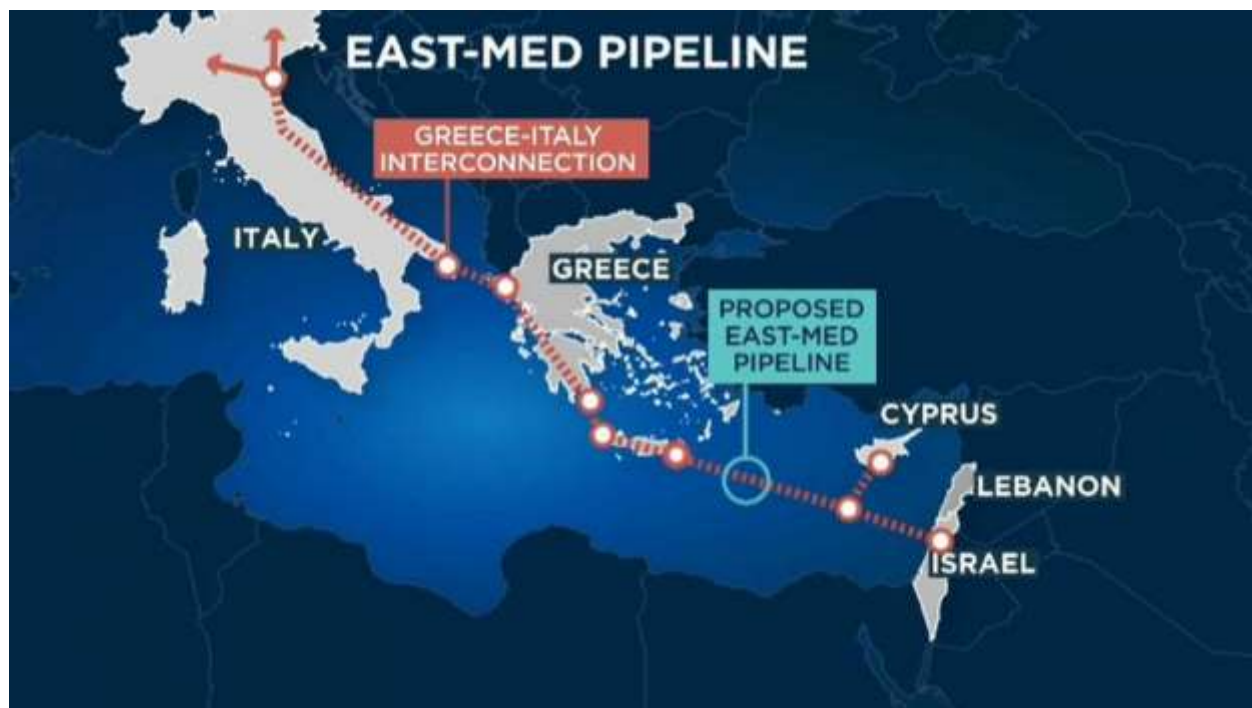 EAST-MED PIPELINE
GREECE-ITALY
INTERCONNECTION
ITALY
GREECE
PROPOSED
EAST-MED
PIPELINE
CYPRUS
LEBANON
ISRAEL